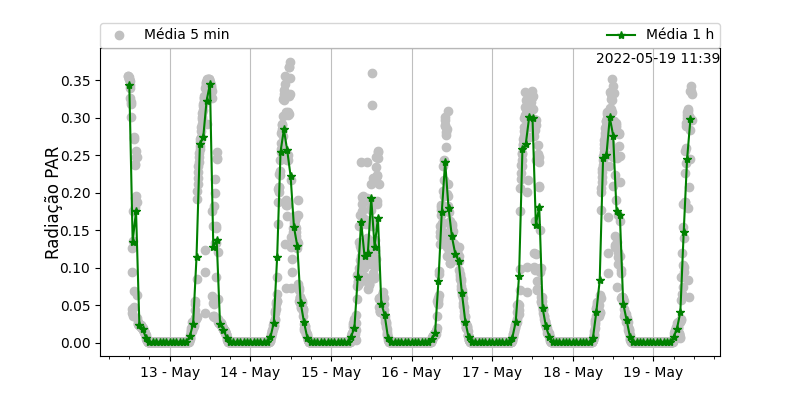 Média 5 min
Média 1 h
2022-05-19 11:39
Radiação PAR
0.35
0.30
0.25
0.20
0.15
0.10
0.05
0.00
13 - May
14 - May
15 - May
16 - May
17 - May
18 - May
19 - May